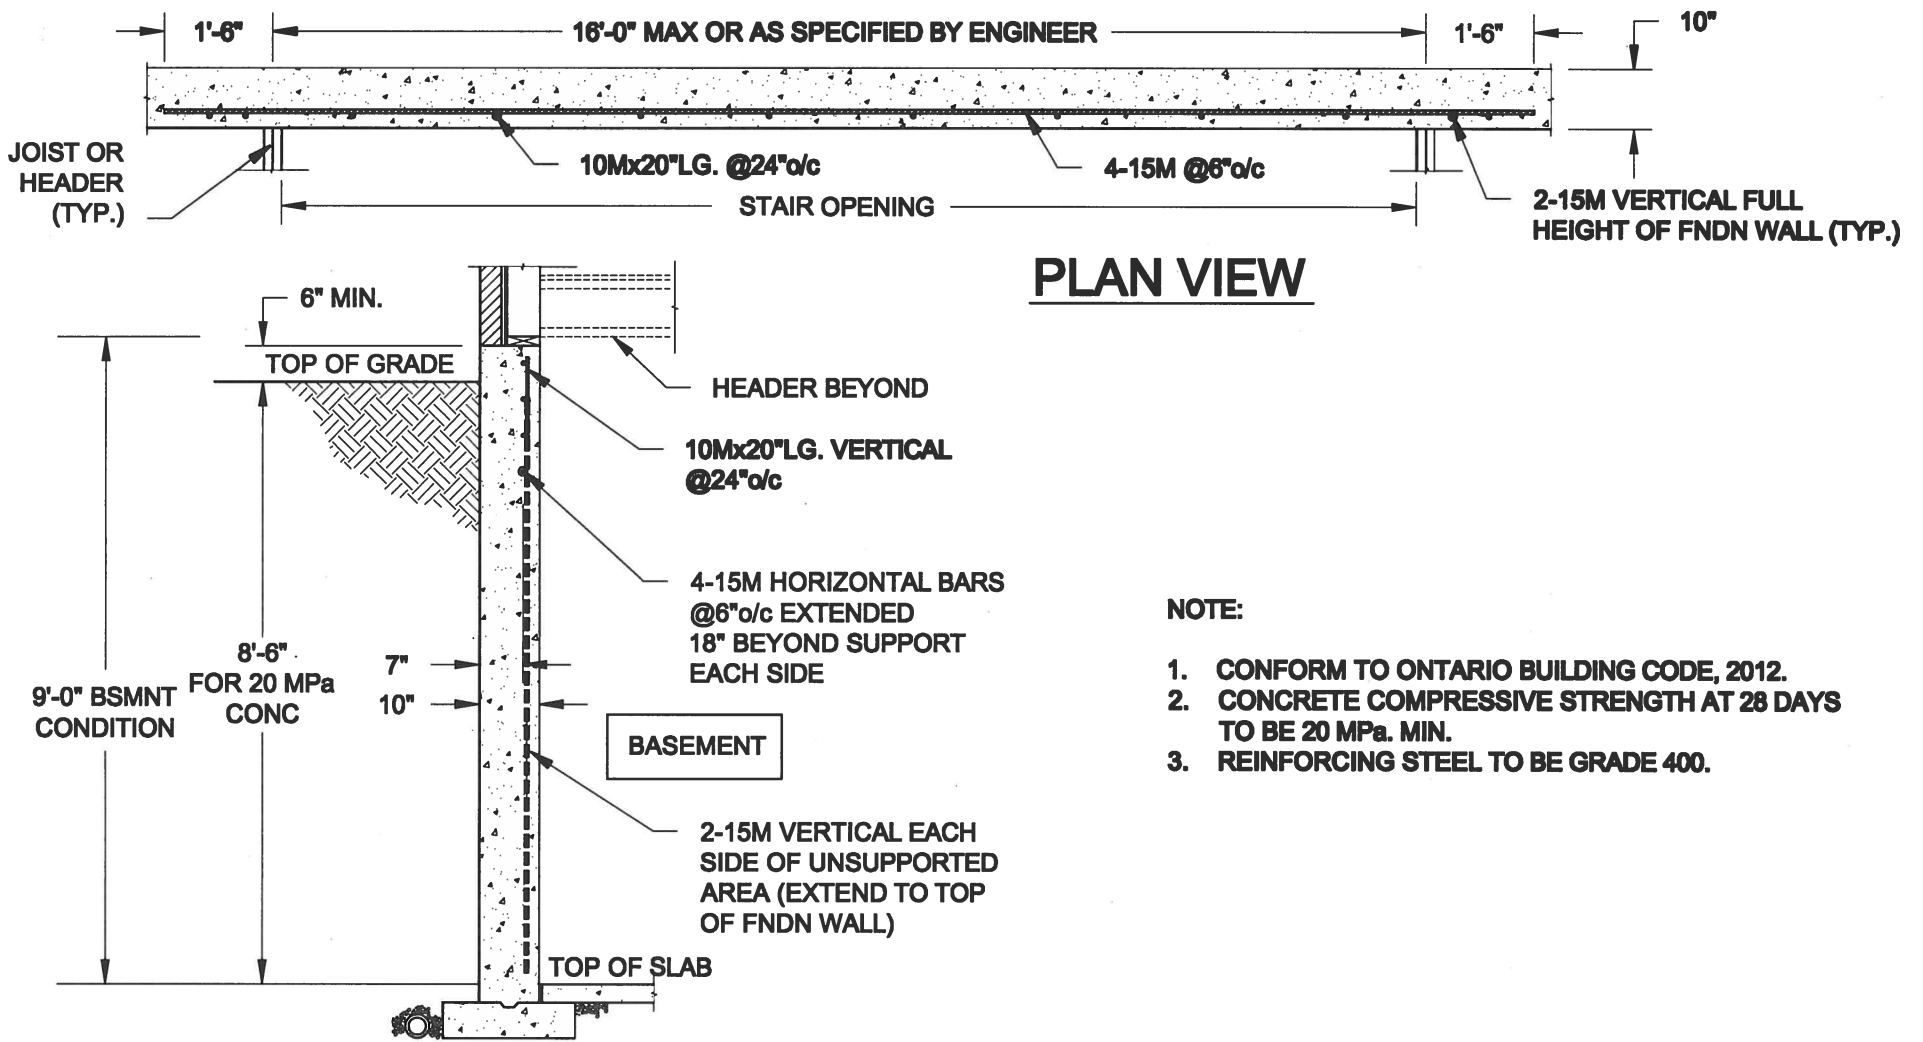 1'-6"
16'-0" MAX OR AS SPECIFIED BY ENGINEER
1'-6"
10"
JOIST OR
HEADER
(TYP.)
10Mx20"LG. @24"o/c
4-15M @6"o/c
STAIR OPENING
2-15M VERTICAL FULL
HEIGHT OF FNDN WALL (TYP.)
PLAN VIEW
6" MIN.
TOP OF GRADE
HEADER BEYOND
10Mx20"LG. VERTICAL
@24"o/c
4-15M HORIZONTAL BARS
@6"o/c EXTENDED
18" BEYOND SUPPORT
EACH SIDE
9'-0" BSMNT
CONDITION
8'-6"
FOR 20 MPa
CONC
7"
10"
BASEMENT
2-15M VERTICAL EACH
SIDE OF UNSUPPORTED
AREA (EXTEND TO TOP
OF FNDN WALL)
TOP OF SLAB
NOTE:
1. CONFORM TO ONTARIO BUILDING CODE, 2012.
2. CONCRETE COMPRESSIVE STRENGTH AT 28 DAYS
TO BE 20 MPa. MIN.
3. REINFORCING STEEL TO BE GRADE 400.